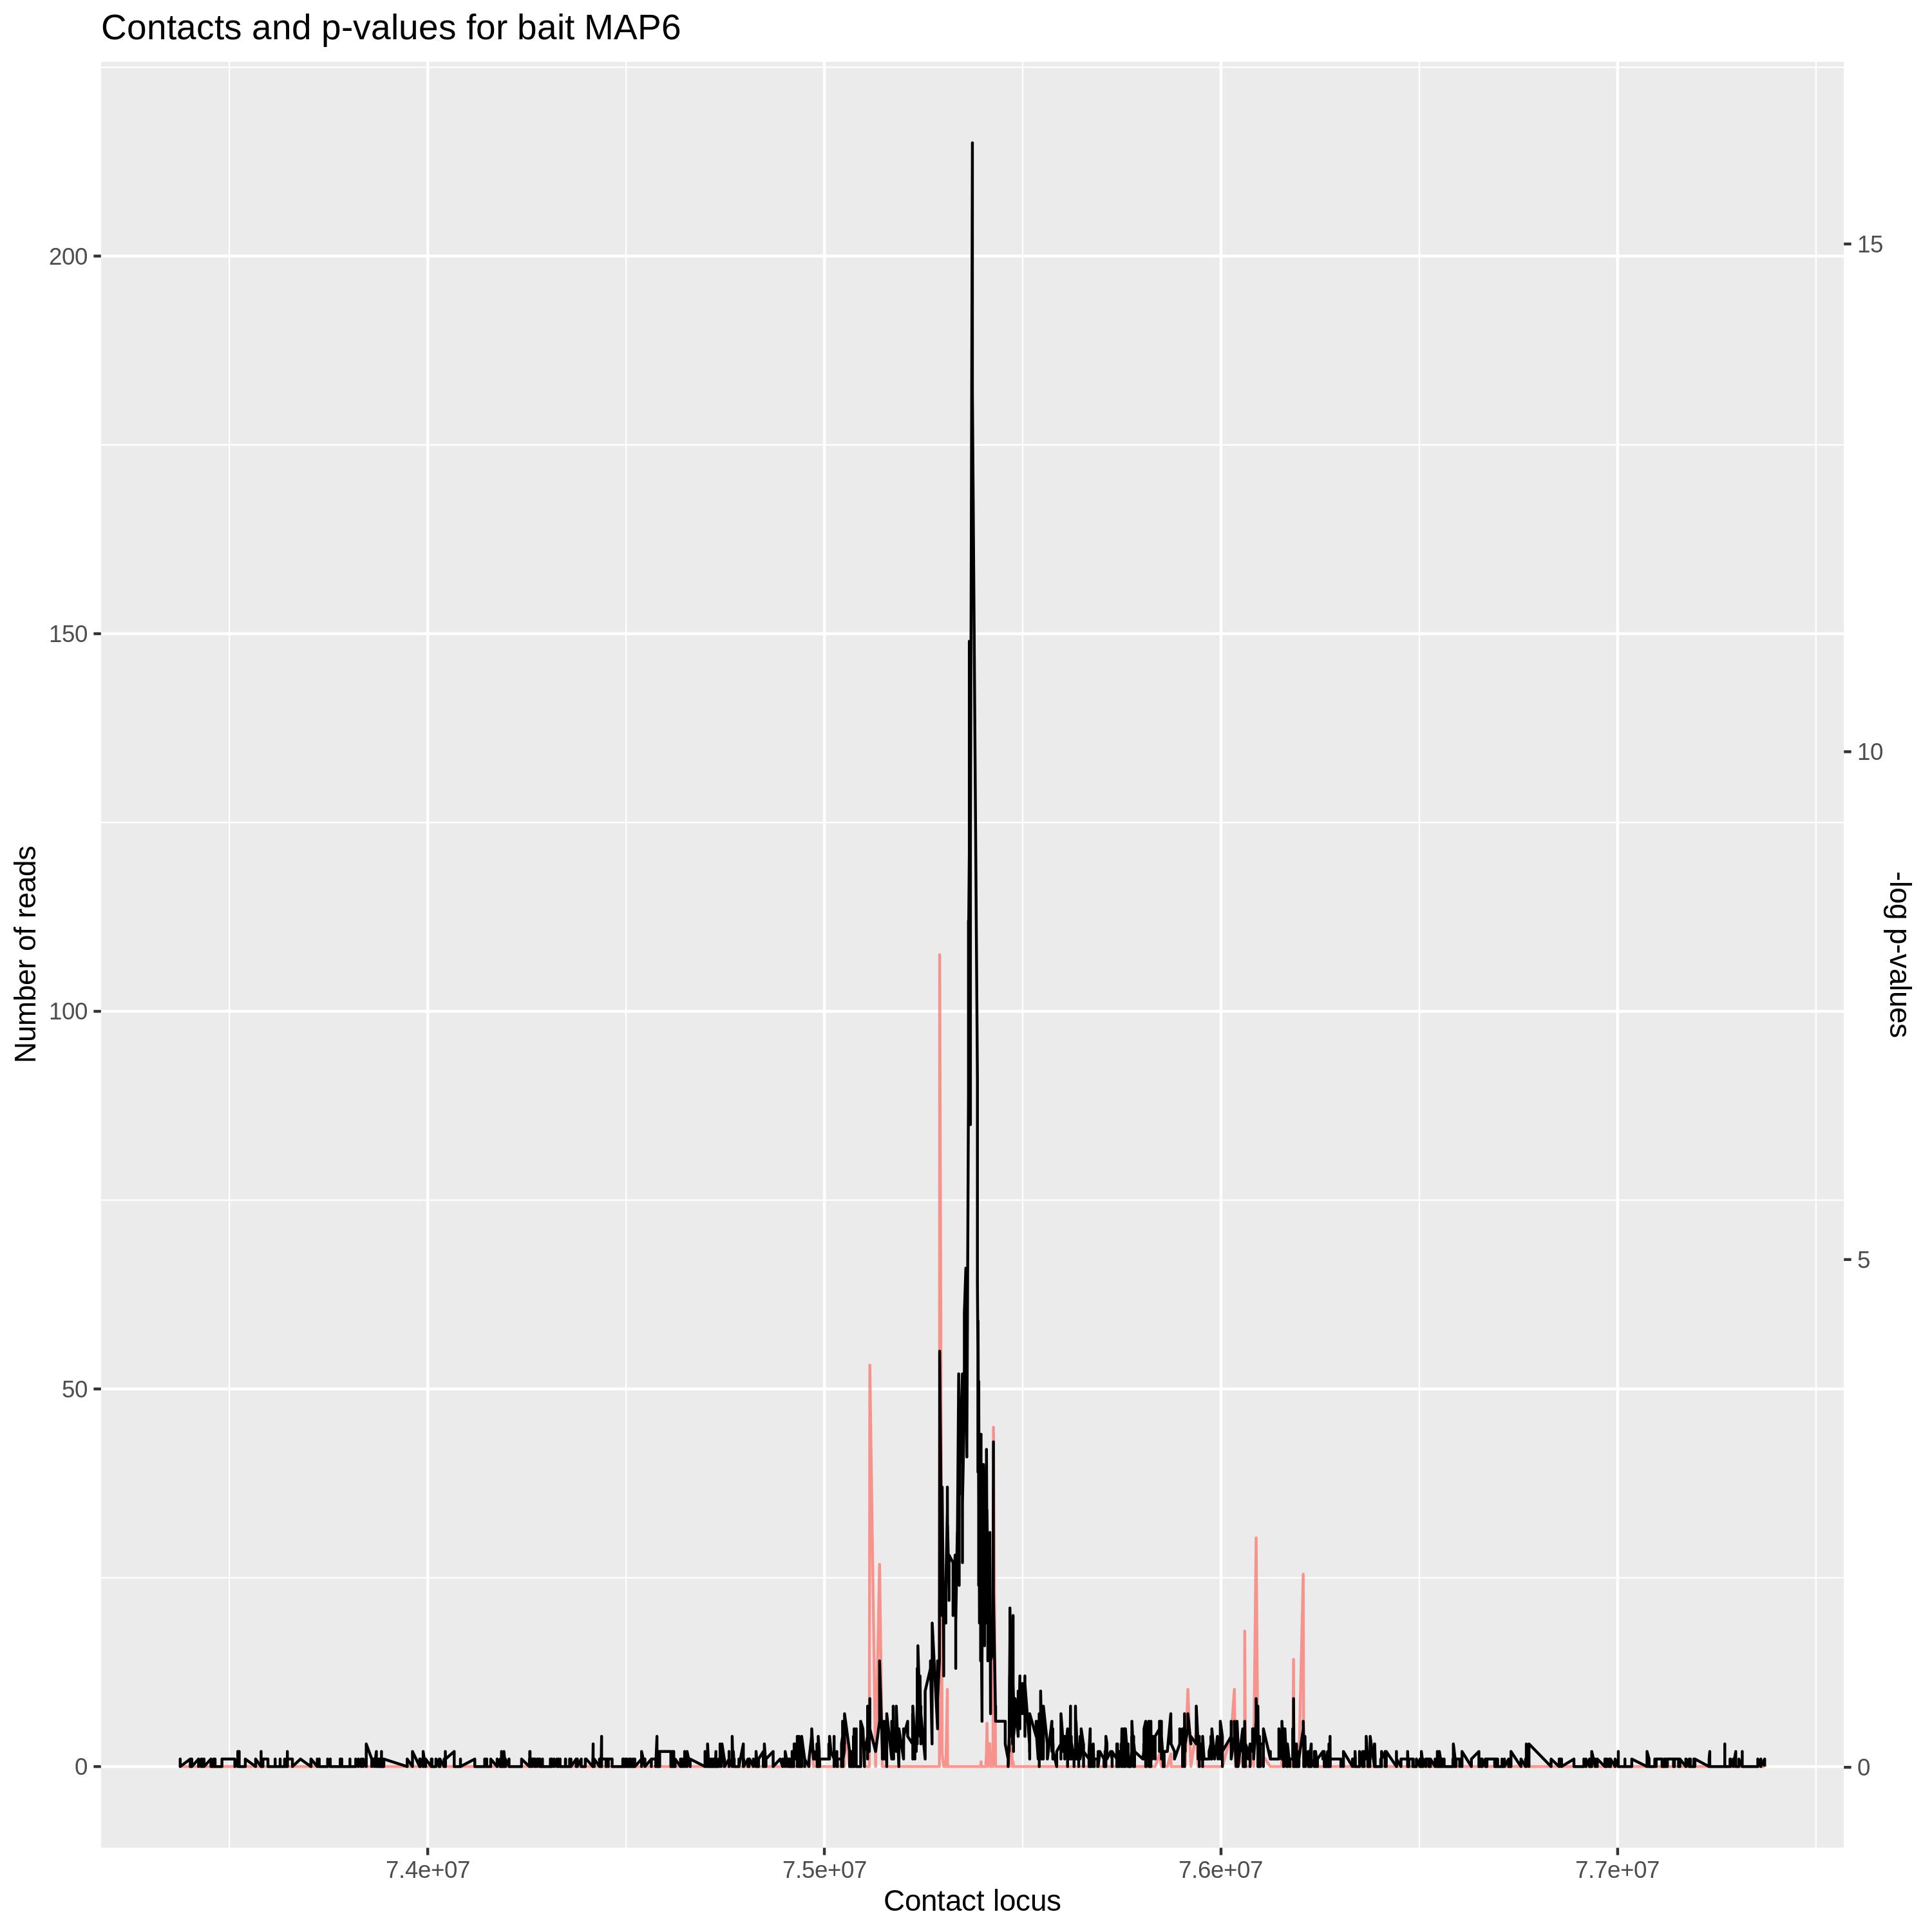 Contacts and p-values for bait MAP6
200
150
100
50
0
Number of reads
15
10
5
0
-log p-values
7.4e+07
7.5e+07
7.6e+07
7.7e+07
Contact locus